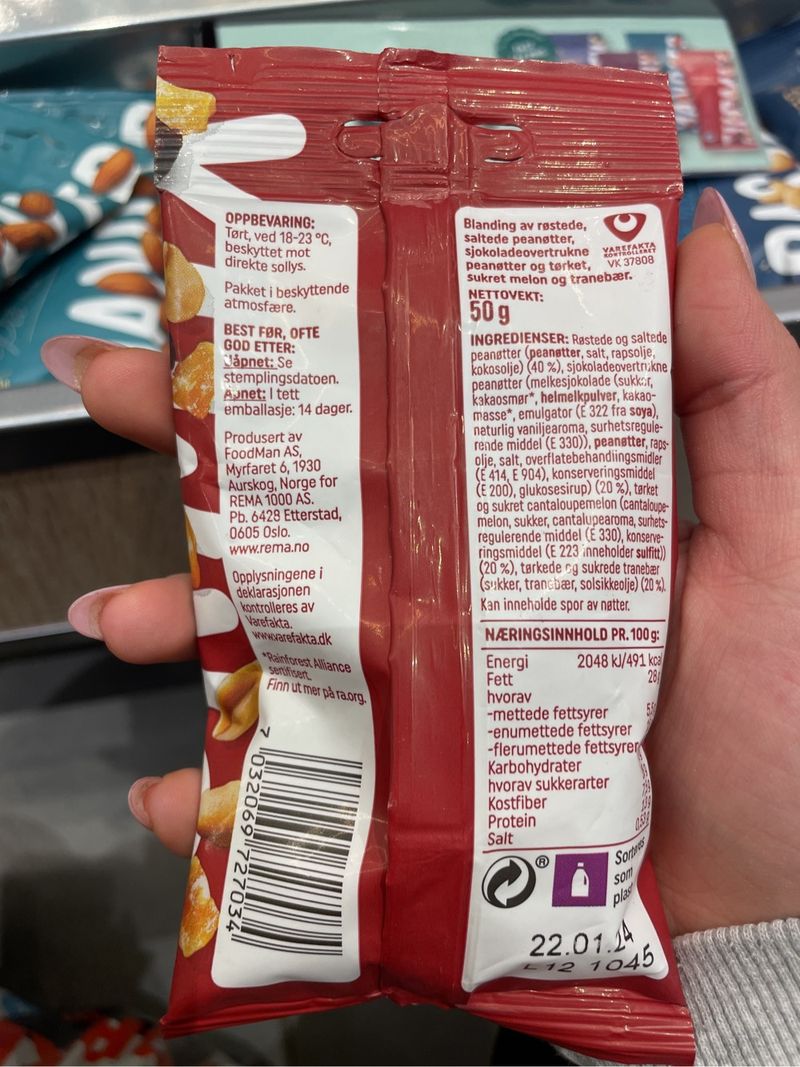 OPPBEVARING:
Tørt, ved 18-23 °C,
beskyttet mot
direkte sollys.
Pakket i beskyttende
atmosfære.
BEST FØR, OFTE
GOD ETTER:
Uåpnet: Se
stemplingsdatoen.
Åpnet: I tett
emballasje: 14 dager.
Produsert av
FoodMan AS,
Myrfaret 6, 1930
Aurskog, Norge for
REMA 1000 AS.
Pb. 6428 Etterstad,
0605 Oslo.
www.rema.no
Opplysningene i
deklarasjonen
kontrolleres av
Varefakta.
www.varefakta.dk
*Rainforest Alliance
sertifisert.
Finn ut mer på ra.org.
7 032069 727034
Blanding av røstede,
saltede peanøtter,
sjokoladeovertrukne
peanøtter og tørket,
sukret melon og tranebær.
VAREFAKTA
KONTROLLERET
VK 37808
NETTOVEKT:
50 g
INGREDIENSER: Røstede og saltede
peanøtter (peanøtter, salt, rapsolje,
kokosolje) (40 %), sjokoladeovertrukne
peanøtter (melkesjokolade (sukker,
kakaosmør*, helmelkpulver, kakao-
masse*, emulgator (E 322 fra soya),
naturlig vaniljearoma, surhetsregule-
rende middel (E 330)), peanøtter, raps-
olje, salt, overflatebehandlingsmidler
(E 414, E 904), konserveringsmiddel
(E 200), glukosesirup) (20 %), tørket
og sukret cantaloupemelon (cantaloupe-
melon, sukker, cantalupearoma, surhets-
regulerende middel (E 330), konserve-
ringsmiddel (E 223 inneholder sulfitt))
(20 %), tørkede og sukrede tranebær
(sukker, tranebær, solsikkeolje) (20 %).
Kan inneholde spor av nøtter.
NÆRINGSINNHOLD PR. 100 g:
Energi 2048 kJ/491 kcal
Fett 28
hvorav
-mettede fettsyrer
-enumettede fettsyrer
-flerumettede fettsyrer
Karbohydrater
hvorav sukkerarter
Kostfiber
Protein
Salt
®
Sorteres
som
plast
22.01.24
L12 1045